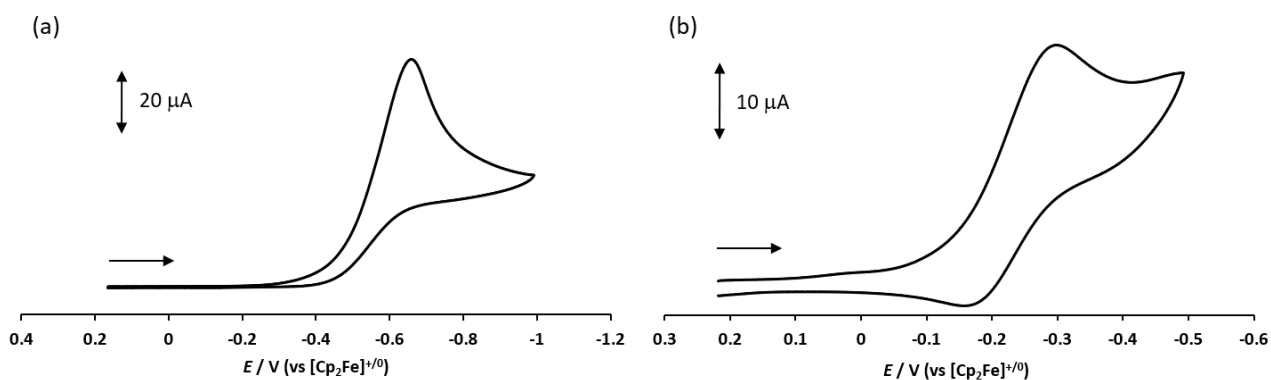 (a)
20 μA
0.4 0.2 0 -0.2 -0.4 -0.6 -0.8 -1 -1.2
E / V (vs [Cp₂Fe]⁺/⁰)
(b)
10 μA
0.3 0.2 0.1 0 -0.1 -0.2 -0.3 -0.4 -0.5 -0.6
E / V (vs [Cp₂Fe]⁺/⁰)